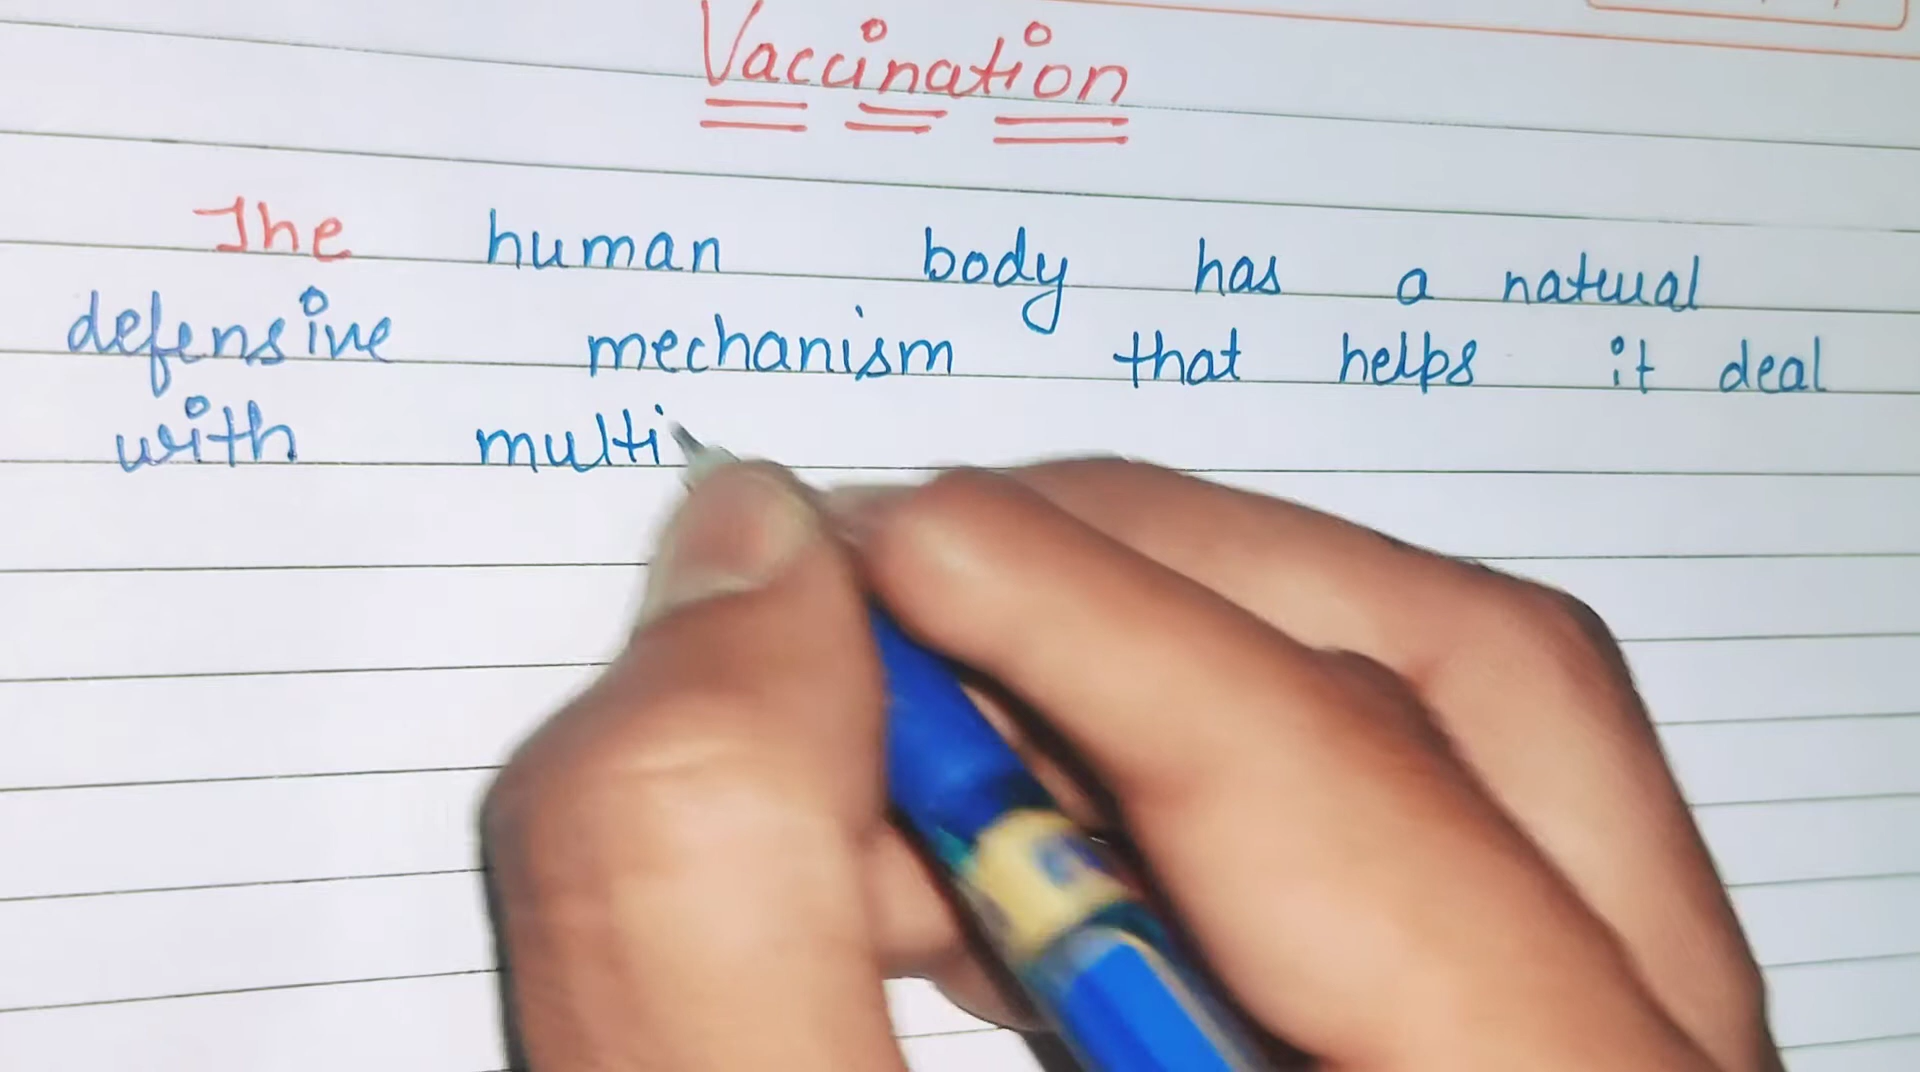 Vaccination
The human body has a natural
defensive mechanism that helps it deal
with multi